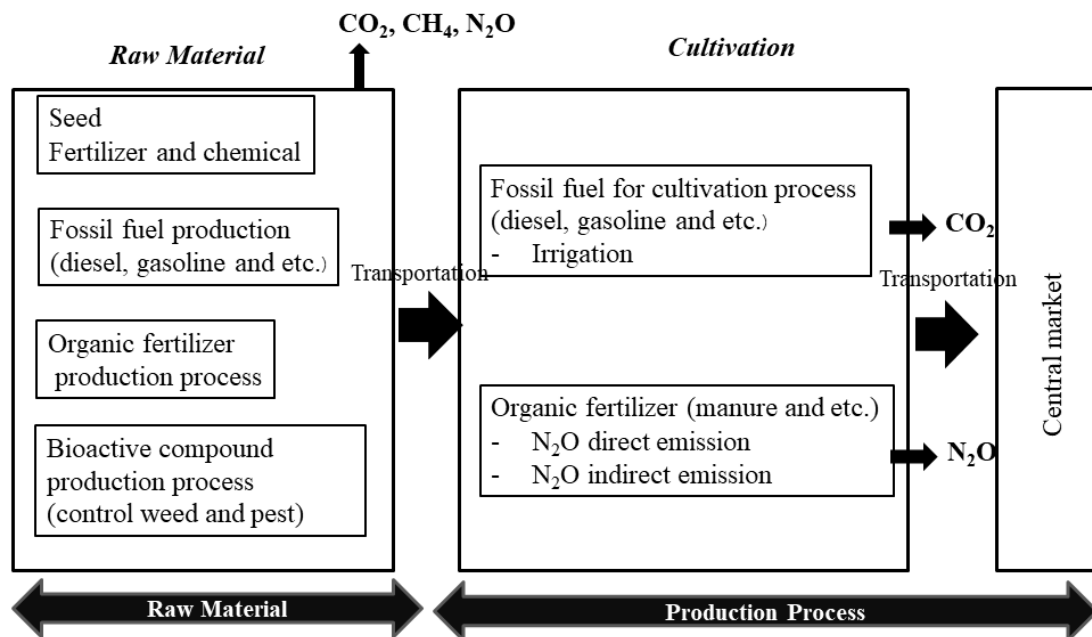 CO₂, CH₄, N₂O
Raw Material
Cultivation
Seed
Fertilizer and chemical
Fossil fuel production
(diesel, gasoline and etc.)
Organic fertilizer
production process
Bioactive compound
production process
(control weed and pest)
Transportation
Fossil fuel for cultivation process
(diesel, gasoline and etc.)
- Irrigation
Organic fertilizer (manure and etc.)
- N₂O direct emission
- N₂O indirect emission
CO₂
Transportation
N₂O
Central market
Raw Material
Production Process